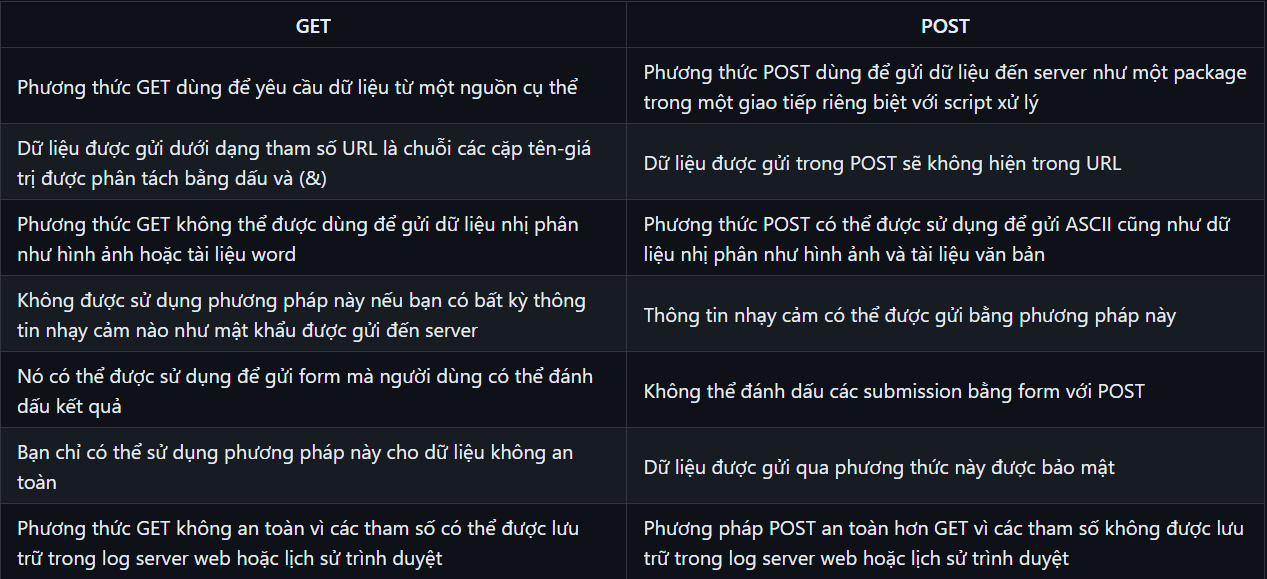 GET
POST
Phương thức GET dùng để yêu cầu dữ liệu từ một nguồn cụ thể
Phương thức POST dùng để gửi dữ liệu đến server như một package
trong một giao tiếp riêng biệt với script xử lý
Dữ liệu được gửi dưới dạng tham số URL là chuỗi các cặp tên-giá
trị được phân tách bằng dấu và (&)
Dữ liệu được gửi trong POST sẽ không hiện trong URL
Phương thức GET không thể được dùng để gửi dữ liệu nhị phân
như hình ảnh hoặc tài liệu word
Phương thức POST có thể được sử dụng để gửi ASCII cũng như dữ
liệu nhị phân như hình ảnh và tài liệu văn bản
Không được sử dụng phương pháp này nếu bạn có bất kỳ thông
tin nhạy cảm nào như mật khẩu được gửi đến server
Thông tin nhạy cảm có thể được gửi bằng phương pháp này
Nó có thể được sử dụng để gửi form mà người dùng có thể đánh
dấu kết quả
Không thể đánh dấu các submission bằng form với POST
Bạn chỉ có thể sử dụng phương pháp này cho dữ liệu không an
toàn
Dữ liệu được gửi qua phương thức này được bảo mật
Phương thức GET không an toàn vì các tham số có thể được lưu
trữ trong log server web hoặc lịch sử trình duyệt
Phương pháp POST an toàn hơn GET vì các tham số không được lưu
trữ trong log server web hoặc lịch sử trình duyệt